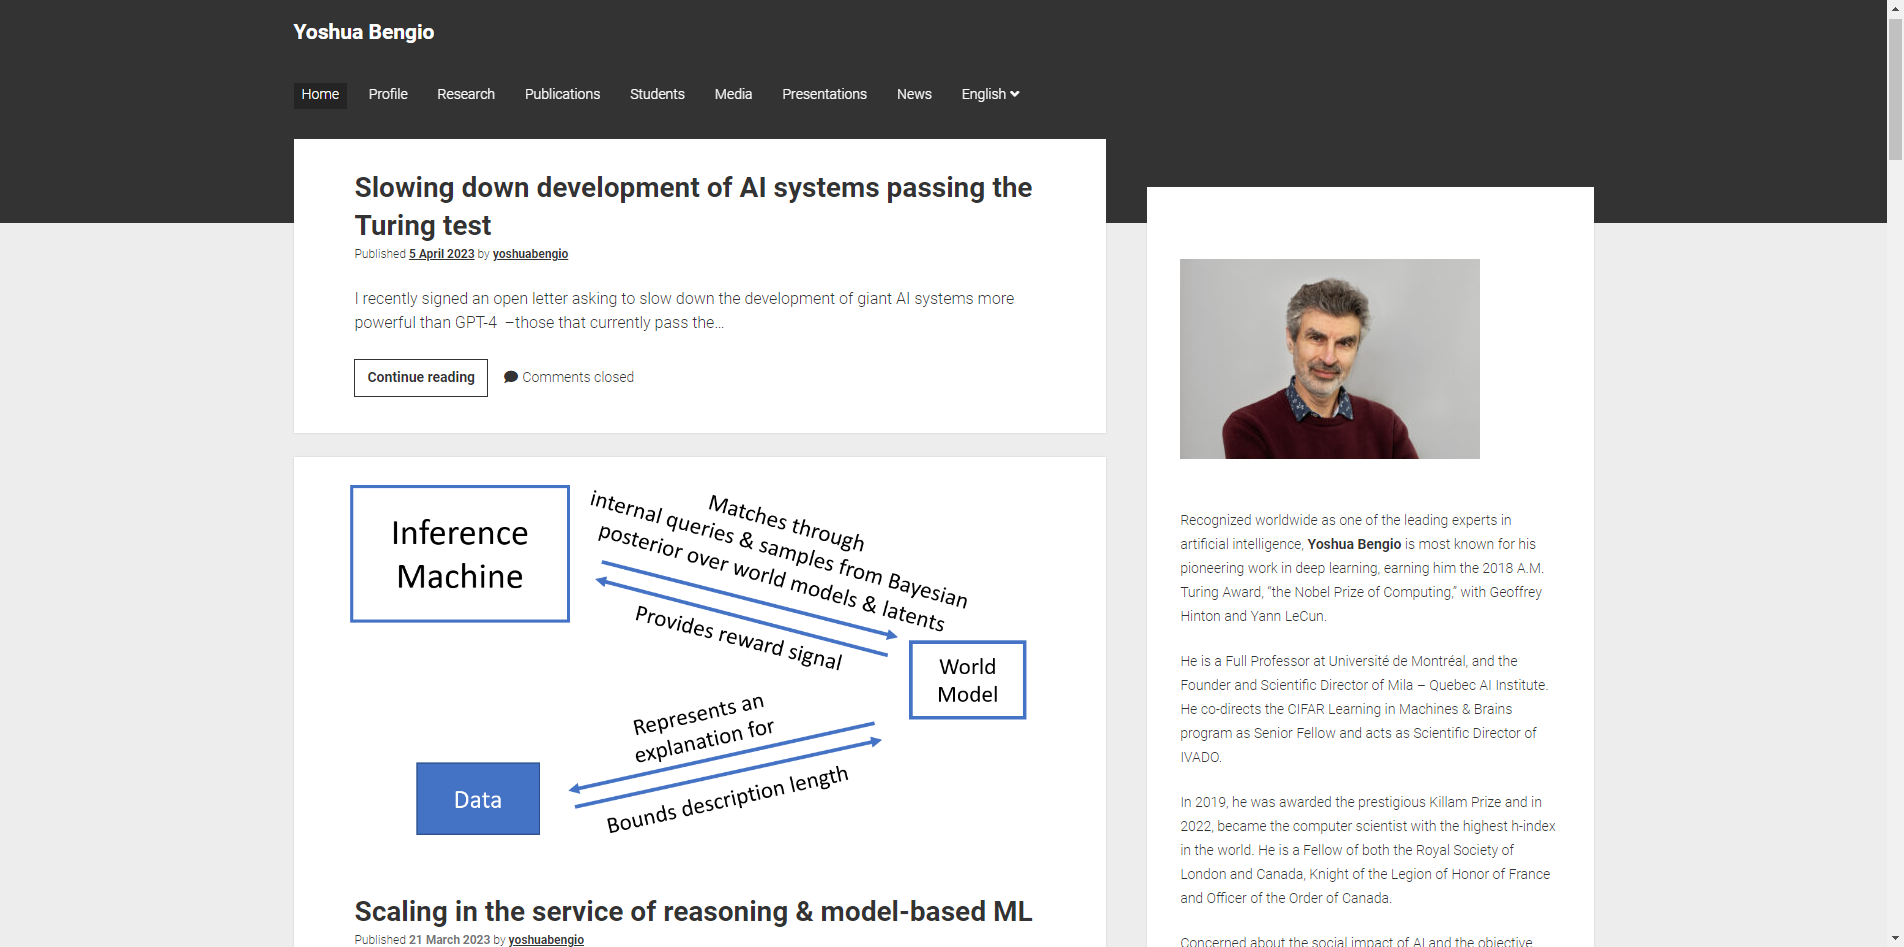 Yoshua Bengio
Home Profile Research Publications Students Media Presentations News English
Slowing down development of AI systems passing the
Turing test
Published 5 April 2023 by yoshuabengio
I recently signed an open letter asking to slow down the development of giant AI systems more
powerful than GPT-4 –those that currently pass the…
Continue reading Comments closed
Inference
Machine
Matches through
internal queries & samples from Bayesian
posterior over world models & latents
Provides reward signal
World
Model
Represents an
explanation for
Bounds description length
Data
Scaling in the service of reasoning & model-based ML
Published 21 March 2023 by yoshuabengio
Recognized worldwide as one of the leading experts in
artificial intelligence, Yoshua Bengio is most known for his
pioneering work in deep learning, earning him the 2018 A.M.
Turing Award, “the Nobel Prize of Computing,” with Geoffrey
Hinton and Yann LeCun.
He is a Full Professor at Université de Montréal, and the
Founder and Scientific Director of Mila – Quebec AI Institute.
He co-directs the CIFAR Learning in Machines & Brains
program as Senior Fellow and acts as Scientific Director of
IVADO.
In 2019, he was awarded the prestigious Killam Prize and in
2022, became the computer scientist with the highest h-index
in the world. He is a Fellow of both the Royal Society of
London and Canada, Knight of the Legion of Honor of France
and Officer of the Order of Canada.
Concerned about the social impact of AI and the objective